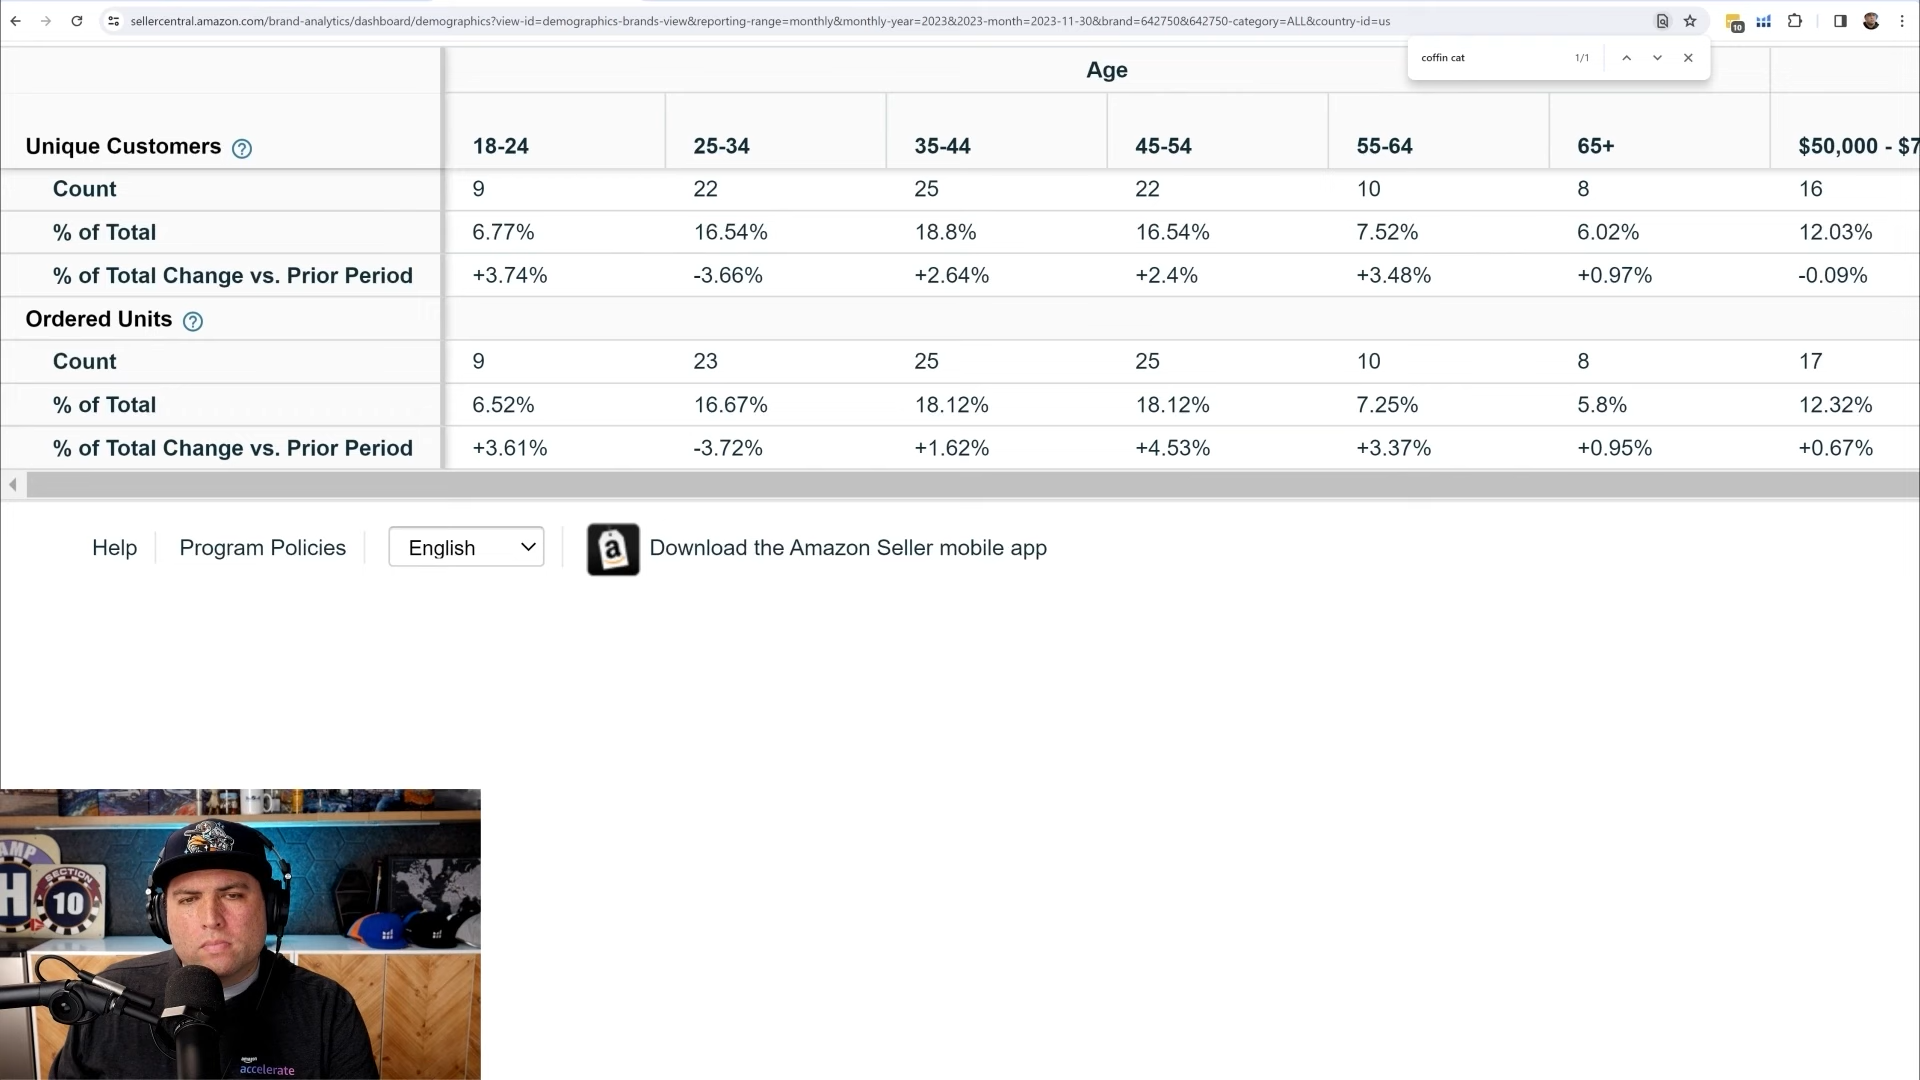 sellercentral.amazon.com/brand-analytics/dashboard/demographics?view-id=demographics-brands-view&reporting-range=monthly&monthly-year=2023&2023-month=2023-11-30&brand=642750&642750-category=ALL&country-id=us
10
coffin cat 1/1
Age
Unique Customers ? 18-24 25-34 35-44 45-54 55-64 65+ $50,000 - $7
Count 9 22 25 22 10 8 16
% of Total 6.77% 16.54% 18.8% 16.54% 7.52% 6.02% 12.03%
% of Total Change vs. Prior Period +3.74% -3.66% +2.64% +2.4% +3.48% +0.97% -0.09%
Ordered Units ?
Count 9 23 25 25 10 8 17
% of Total 6.52% 16.67% 18.12% 18.12% 7.25% 5.8% 12.32%
% of Total Change vs. Prior Period +3.61% -3.72% +1.62% +4.53% +3.37% +0.95% +0.67%
Help Program Policies English a Download the Amazon Seller mobile app
AMP
H
SECTION
10
amazon
accelerate